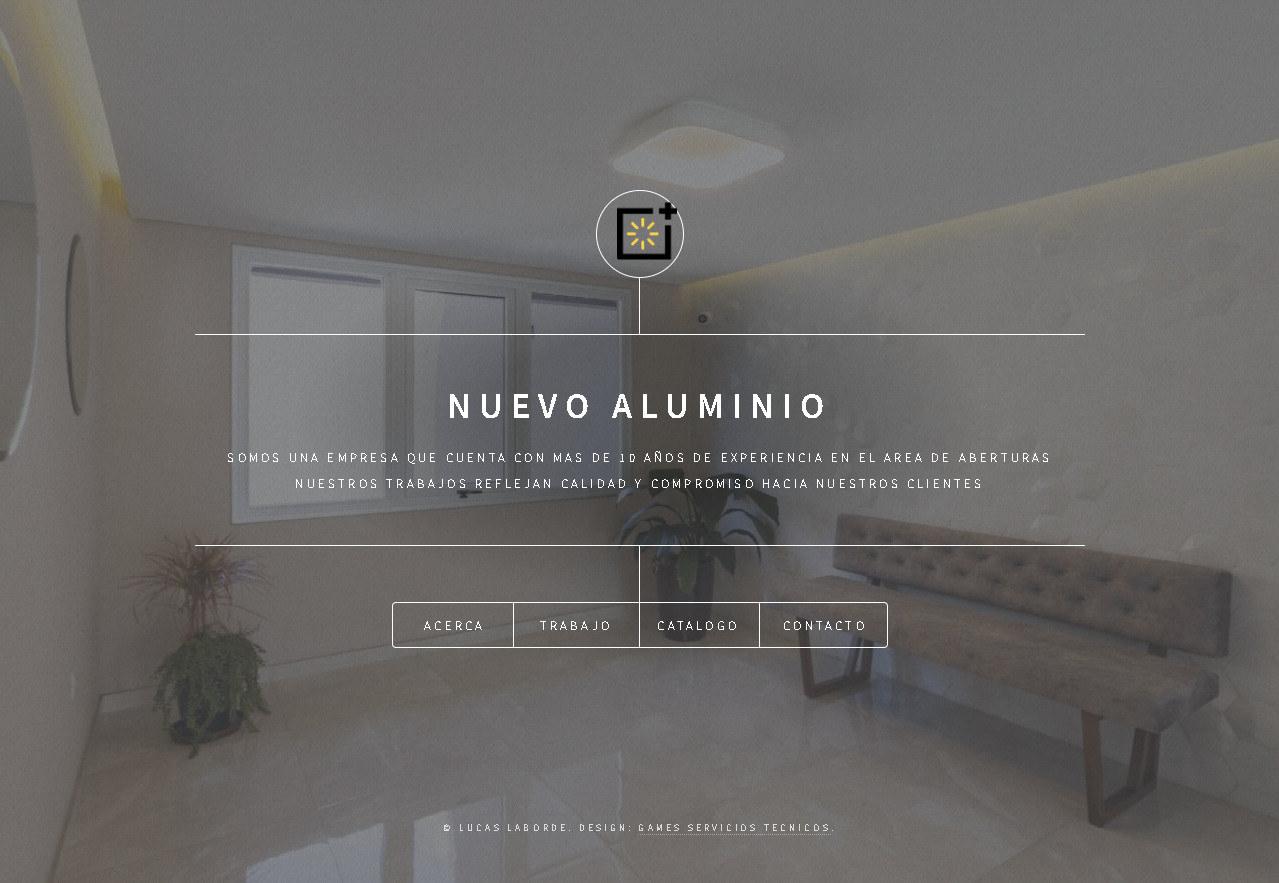 NUEVO ALUMINIO
SOMOS UNA EMPRESA QUE CUENTA CON MAS DE 10 AÑOS DE EXPERIENCIA EN EL AREA DE ABERTURAS
NUESTROS TRABAJOS REFLEJAN CALIDAD Y COMPROMISO HACIA NUESTROS CLIENTES
ACERCA TRABAJO CATALOGO CONTACTO
© LUCAS LABORDE. DESIGN: GAMES SERVICIOS TECNICOS.